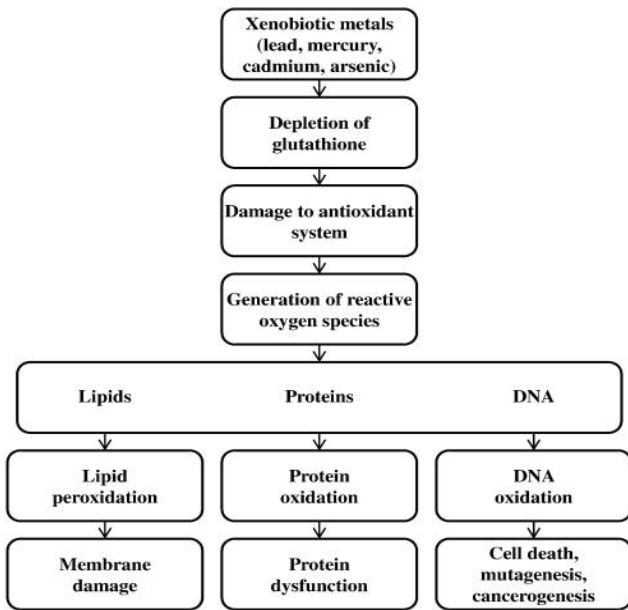 Xenobiotic metals
(lead, mercury,
cadmium, arsenic)
Depletion of
glutathione
Damage to antioxidant
system
Generation of reactive
oxygen species
Lipids
Proteins
DNA
Lipid
peroxidation
Protein
oxidation
DNA
oxidation
Membrane
damage
Protein
dysfunction
Cell death,
mutagenesis,
cancerogenesis